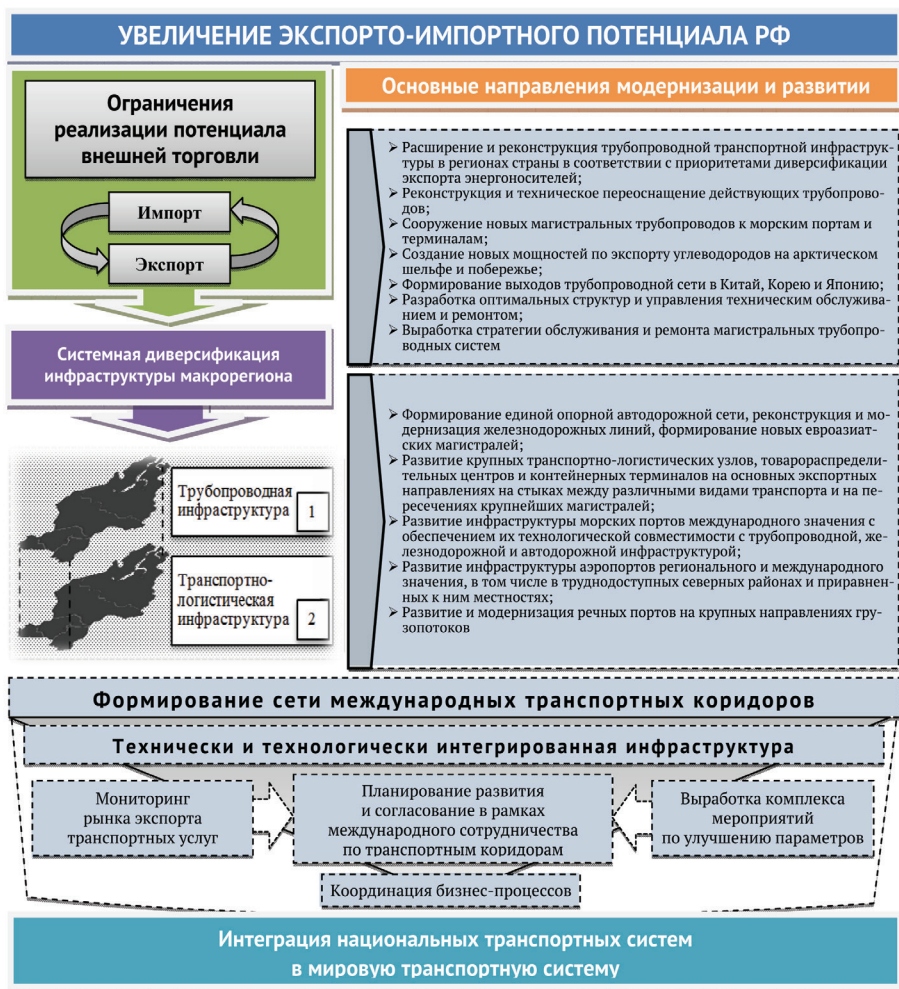 УВЕЛИЧЕНИЕ ЭКСПОРТО-ИМПОРТНОГО ПОТЕНЦИАЛА РФ
Ограничения
реализации потенциала
внешней торговли
Импорт
Экспорт
Системная диверсификация
инфраструктуры макрорегиона
Трубопроводная
инфраструктура
1
Транспортно-
логистическая
инфраструктура
2
Основные направления модернизации и развитии
➢ Расширение и реконструкция трубопроводной транспортной инфраструк-
туры в регионах страны в соответствии с приоритетами диверсификации
экспорта энергоносителей;
➢ Реконструкция и техническое переоснащение действующих трубопрово-
дов;
➢ Сооружение новых магистральных трубопроводов к морским портам и
терминалам;
➢ Создание новых мощностей по экспорту углеводородов на арктическом
шельфе и побережье;
➢ Формирование выходов трубопроводной сети в Китай, Корею и Японию;
➢ Разработка оптимальных структур и управления техническим обслужива-
нием и ремонтом;
➢ Выработка стратегии обслуживания и ремонта магистральных трубопро-
водных систем
➢ Формирование единой опорной автодорожной сети, реконструкция и мо-
дернизация железнодорожных линий, формирование новых евроазиат-
ских магистралей;
➢ Развитие крупных транспортно-логистических узлов, товарораспредели-
тельных центров и контейнерных терминалов на основных экспортных
направлениях на стыках между различными видами транспорта и на пе-
ресечениях крупнейших магистралей;
➢ Развитие инфраструктуры морских портов международного значения с
обеспечением их технологической совместимости с трубопроводной, же-
лезнодорожной и автодорожной инфраструктурой;
➢ Развитие инфраструктуры аэропортов регионального и международного
значения, в том числе в труднодоступных северных районах и приравнен-
ных к ним местностях;
➢ Развитие и модернизация речных портов на крупных направлениях гру-
зопотоков
Формирование сети международных транспортных коридоров
Технически и технологически интегрированная инфраструктура
Мониторинг
рынка экспорта
транспортных услуг
Планирование развития
и согласование в рамках
международного сотрудничества
по транспортным коридорам
Выработка комплекса
мероприятий
по улучшению параметров
Координация бизнес-процессов
Интеграция национальных транспортных систем
в мировую транспортную систему